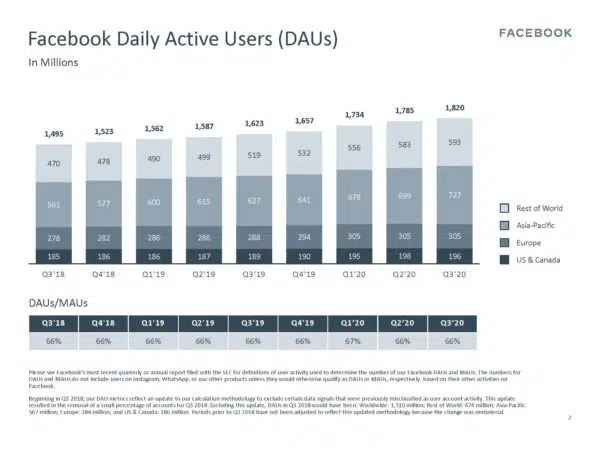 Facebook Daily Active Users (DAUs)
FACEBOOK
In Millions
1,495 1,523 1,562 1,587 1,623 1,657 1,734 1,785 1,820
470 478 490 499 519 532 556 583 593
561 577 600 615 627 641 678 699 727
278 282 286 286 288 294 305 305 305
185 186 186 187 189 190 195 198 196
Q3'18 Q4'18 Q1'19 Q2'19 Q3'19 Q4'19 Q1'20 Q2'20 Q3'20
Rest of World
Asia-Pacific
Europe
US & Canada
DAUs/MAUs
Q3'18 Q4'18 Q1'19 Q2'19 Q3'19 Q4'19 Q1'20 Q2'20 Q3'20
66% 66% 66% 66% 66% 66% 67% 66% 66%
Please see Facebook's most recent quarterly or annual report filed with the SEC for definitions of user activity used to determine the number of our Facebook DAUs and MAUs. The numbers for
DAUs and MAUs do not include users on Instagram, WhatsApp, or our other products unless they would otherwise qualify as DAUs or MAUs, respectively, based on their other activities on
Facebook.
Beginning in Q3 2018, our DAU metrics reflect an update to our calculation methodology to exclude certain data signals that were previously misclassified as user account activity. This update
resulted in the removal of a small percentage of accounts for Q3 2018. Excluding this update, DAUs in Q3 2018 would have been: Worldwide: 1,510 million; Rest of World: 474 million; Asia-Pacific:
567 million; Europe: 284 million; and US & Canada: 186 million. Periods prior to Q3 2018 have not been adjusted to reflect this updated methodology because the change was immaterial.
7